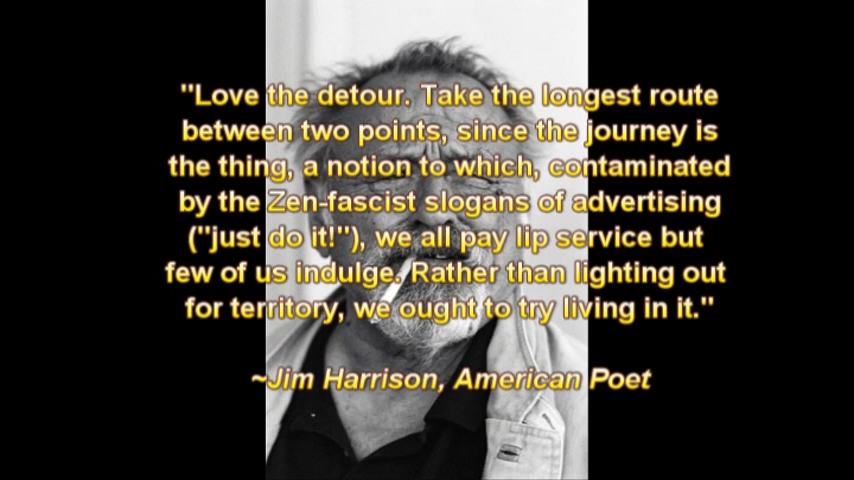 "Love the detour. Take the longest route
between two points, since the journey is
the thing, a notion to which, contaminated
by the Zen-fascist slogans of advertising
("just do it!"), we all pay lip service but
few of us indulge. Rather than lighting out
for territory, we ought to try living in it."
~Jim Harrison, American Poet